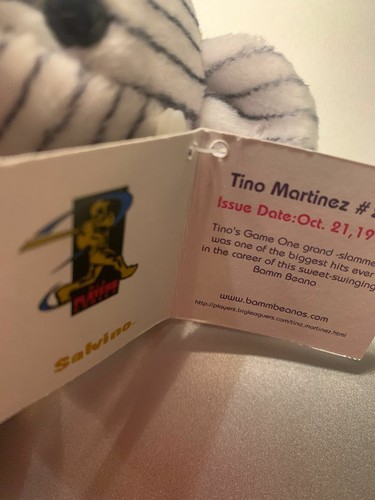 Salvino
Tino Martinez #2
Issue Date:Oct. 21, 19
Tino's Game One grand -slamme
was one of the biggest hits ever
in the career of this sweet-swinging
Bamm Beano
www.bammbeanos.com
http://players.bigleaguers.com/tino_martinez.html